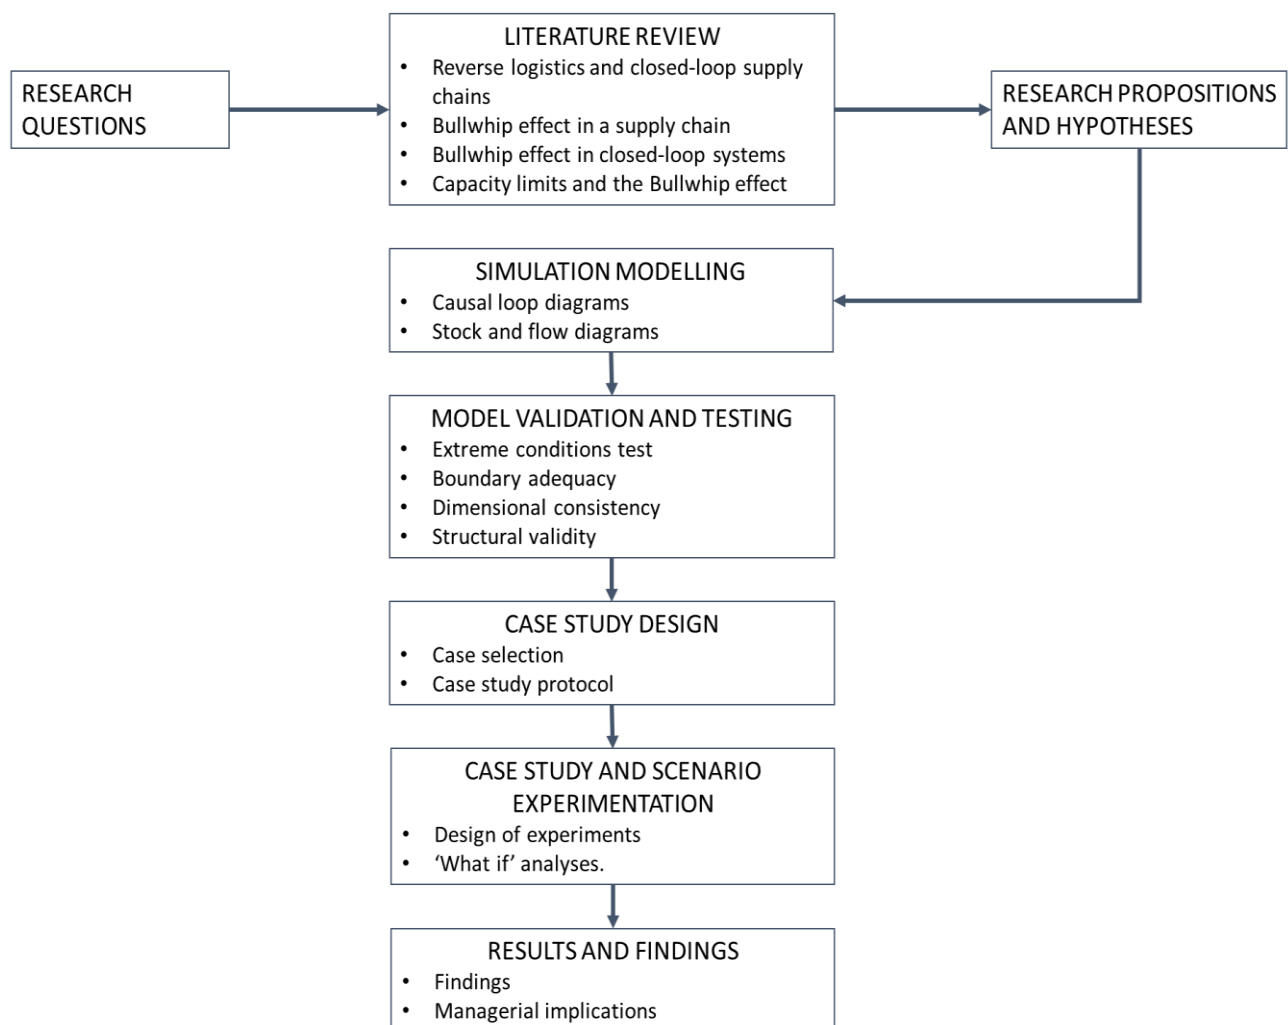 RESEARCH
QUESTIONS
LITERATURE REVIEW
• Reverse logistics and closed-loop supply
chains
• Bullwhip effect in a supply chain
• Bullwhip effect in closed-loop systems
• Capacity limits and the Bullwhip effect
RESEARCH PROPOSITIONS
AND HYPOTHESES
SIMULATION MODELLING
• Causal loop diagrams
• Stock and flow diagrams
MODEL VALIDATION AND TESTING
• Extreme conditions test
• Boundary adequacy
• Dimensional consistency
• Structural validity
CASE STUDY DESIGN
• Case selection
• Case study protocol
CASE STUDY AND SCENARIO
EXPERIMENTATION
• Design of experiments
• ‘What if’ analyses.
RESULTS AND FINDINGS
• Findings
• Managerial implications